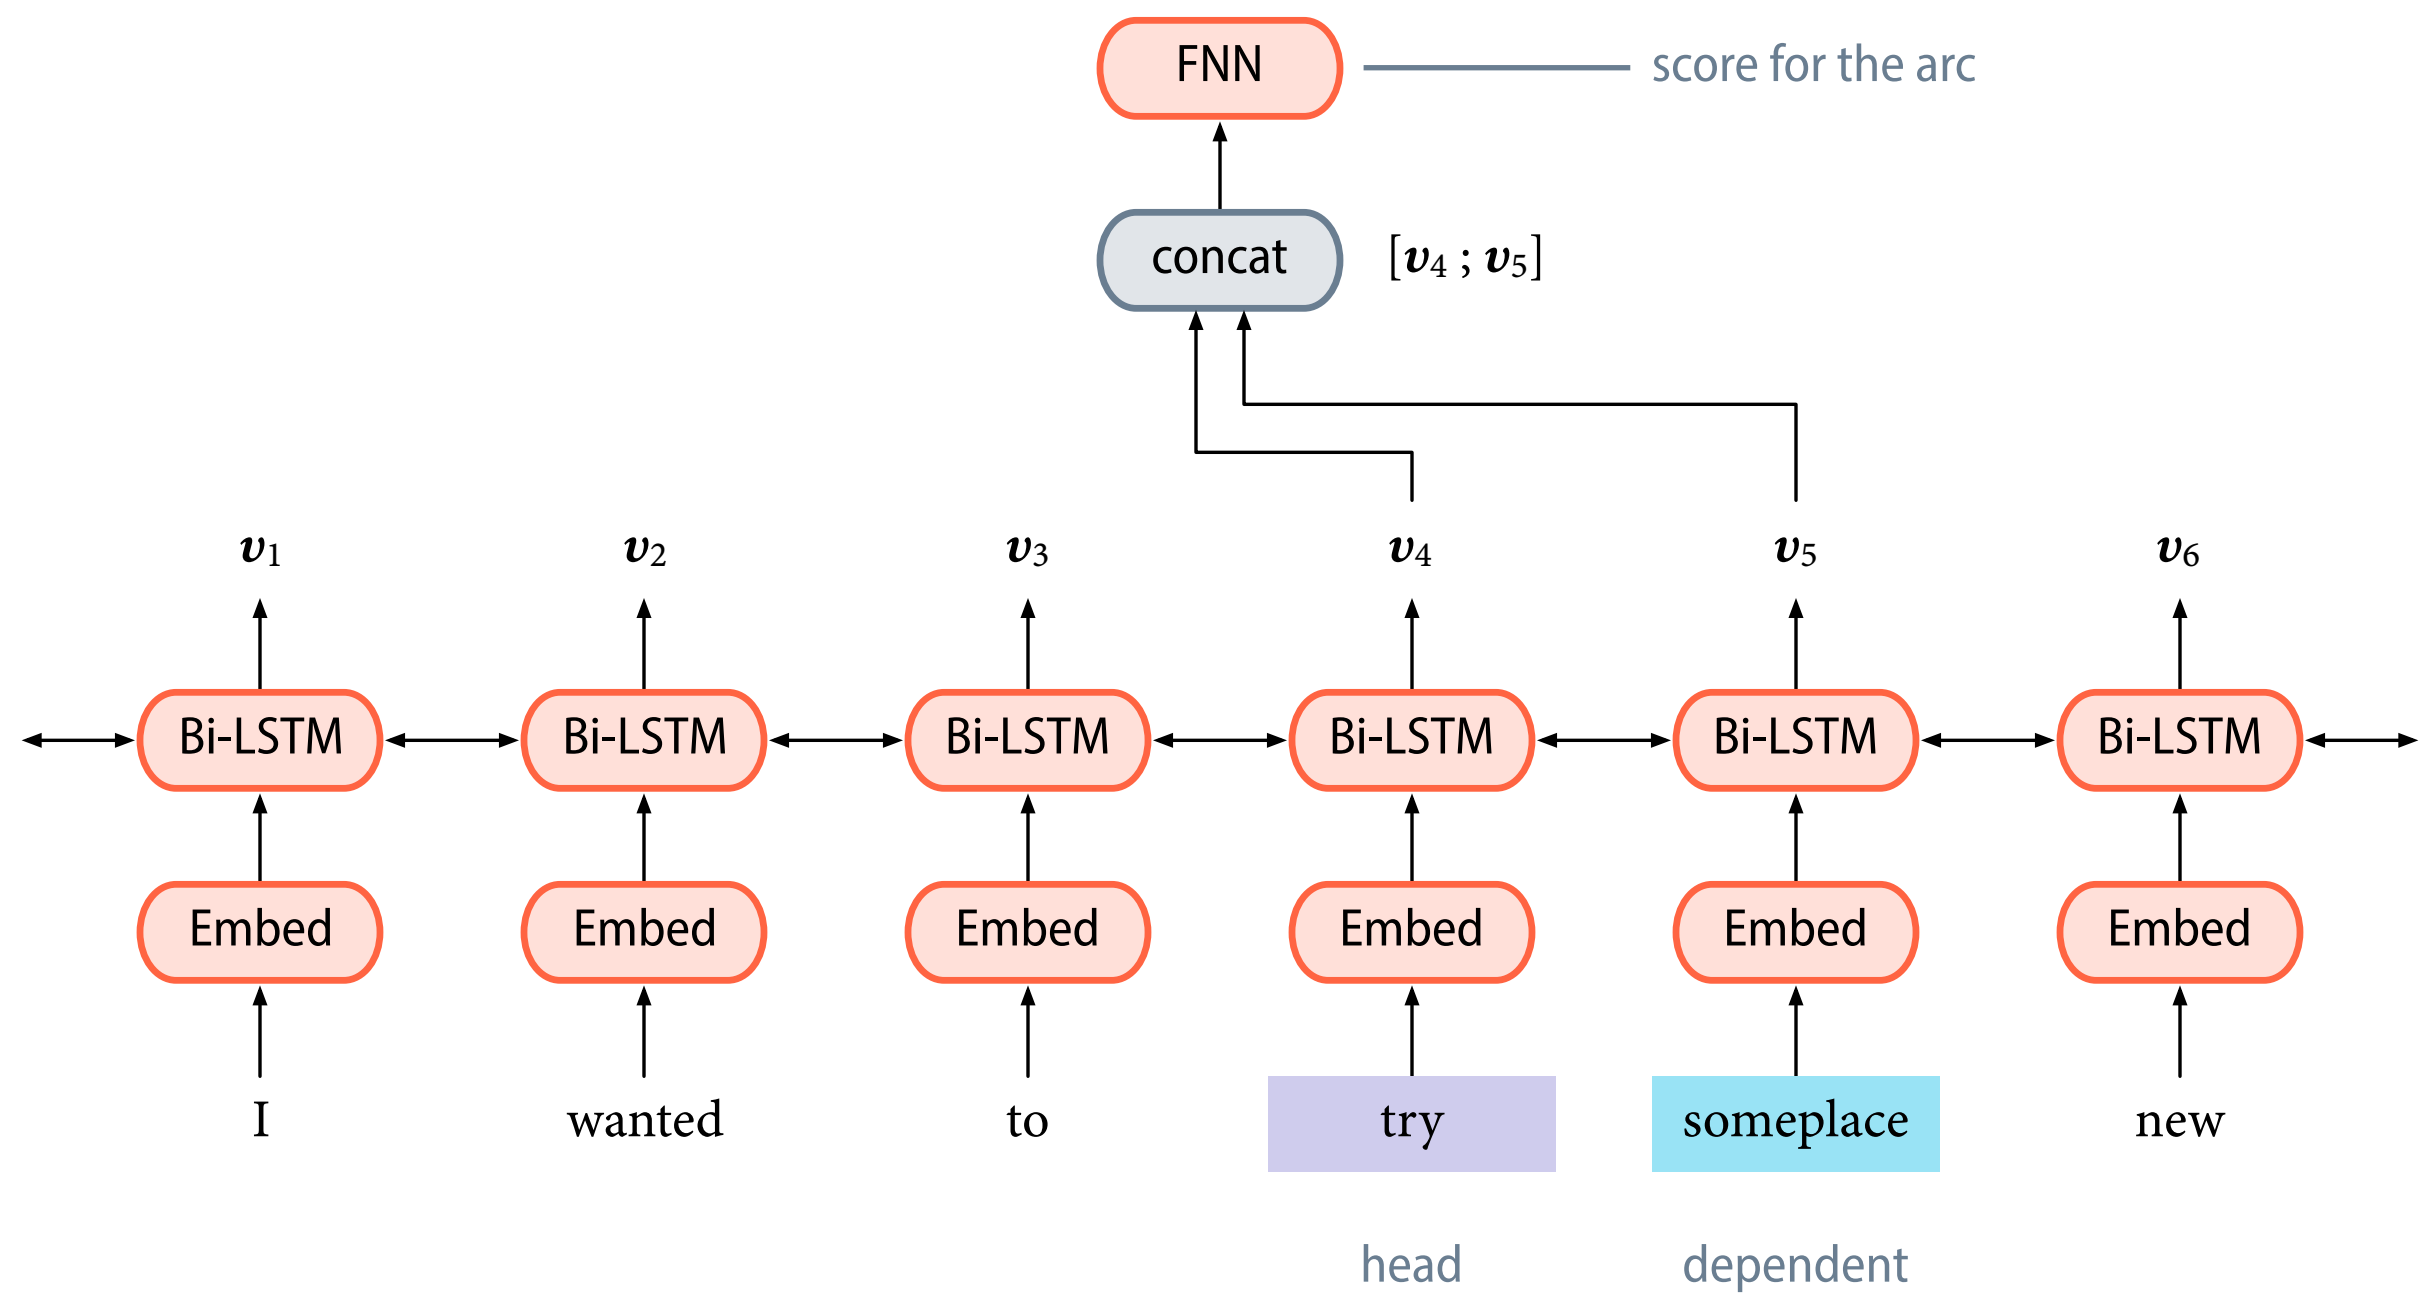 FNN score for the arc
concat [v4 ; v5]
v1 v2 v3 v4 v5 v6
Bi-LSTM Bi-LSTM Bi-LSTM Bi-LSTM Bi-LSTM Bi-LSTM
Embed Embed Embed Embed Embed Embed
I wanted to try someplace new
head dependent